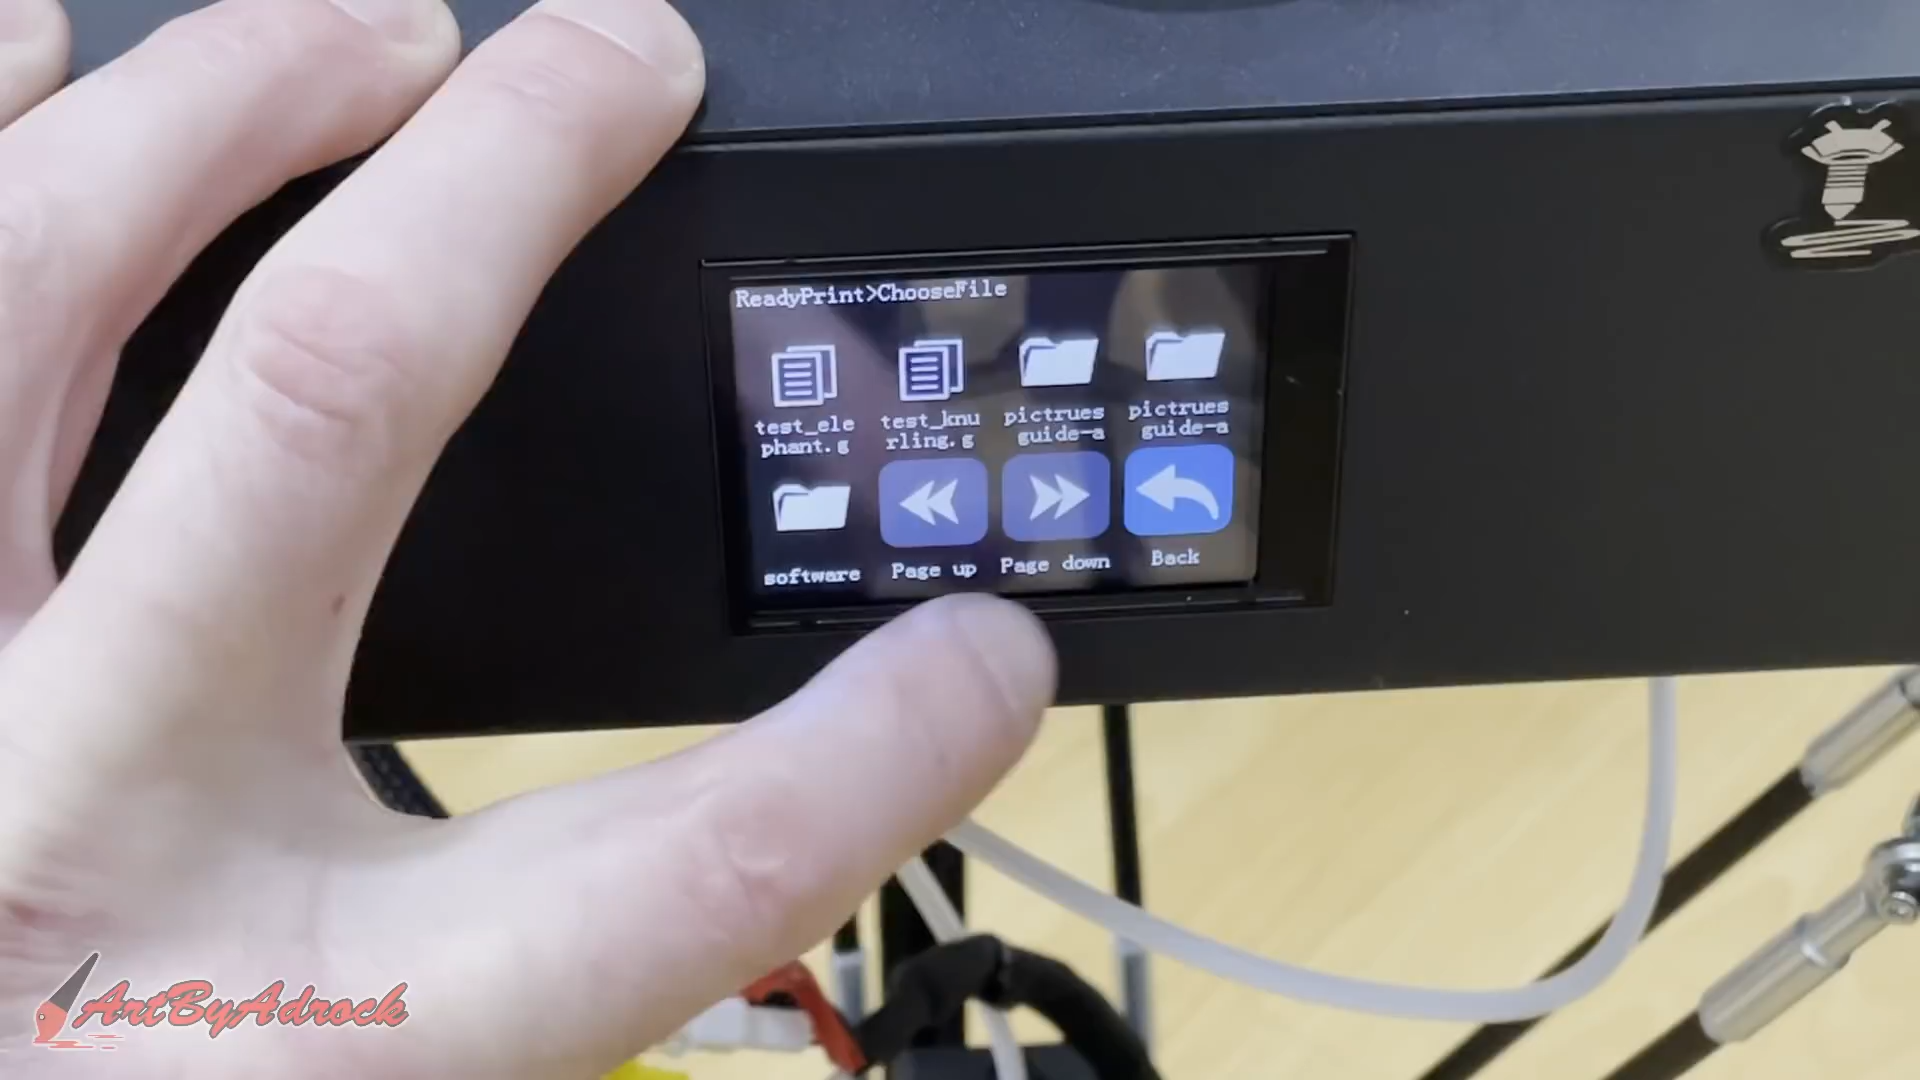 ReadyPrint>ChooseFile
test_ele
phant.g
test_knu
rling.g
pictrues
guide-a
pictrues
guide-a
software
Page up
Page down
Back
ArtByAdrock